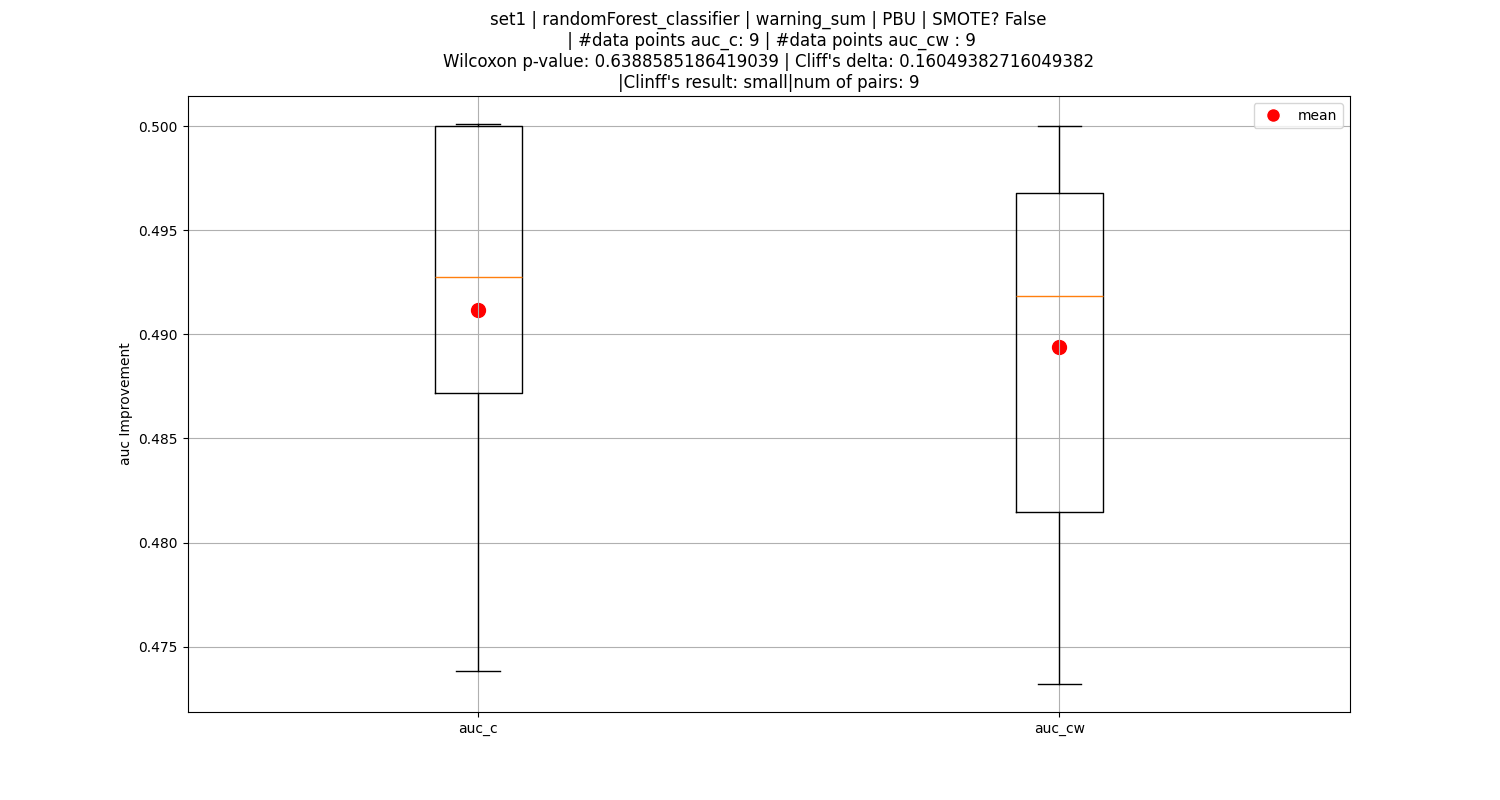 set1 | randomForest_classifier | warning_sum | PBU | SMOTE? False
| #data points auc_c: 9 | #data points auc_cw : 9
Wilcoxon p-value: 0.6388585186419039 | Cliff's delta: 0.16049382716049382
|Clinff's result: small|num of pairs: 9
mean
0.500
0.495
0.490
0.485
0.480
0.475
auc Improvement
auc_c
auc_cw